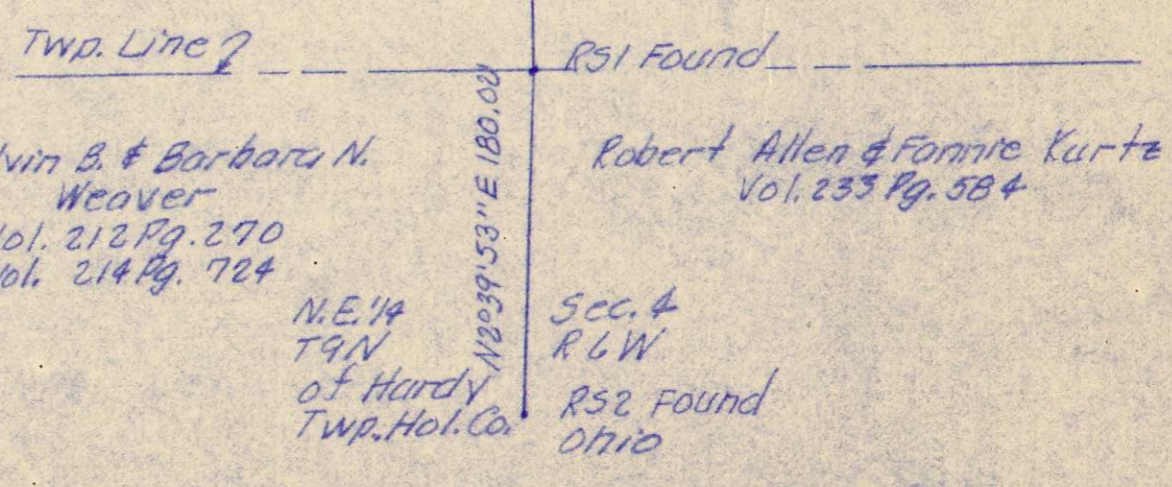 Twp. Line
RS1 Found
N2°39'53"E 180.02'
vin B. & Barbara N.
Weaver
Vol. 212 Pg. 270
Vol. 214 Pg. 724
Robert Allen & Fannie Kurtz
Vol. 233 Pg. 584
N.E. 1/4
T9N
of Hardy
Twp. Hol. Co.
Sec. 4
R6W
RS2 Found
Ohio